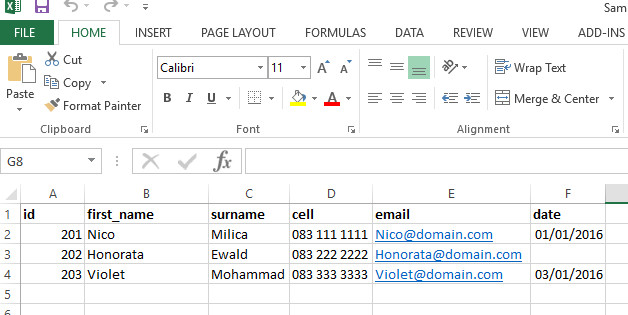 Sam
FILE HOME INSERT PAGE LAYOUT FORMULAS DATA REVIEW VIEW ADD-INS
Cut
Copy
Format Painter
Paste
Calibri 11
B I U
Wrap Text
Merge & Center
Clipboard Font Alignment
G8 fx
A B C D E F
1 id first_name surname cell email date
2 201 Nico Milica 083 111 1111 Nico@domain.com 01/01/2016
3 202 Honorata Ewald 083 222 2222 Honorata@domain.com
4 203 Violet Mohammad 083 333 3333 Violet@domain.com 03/01/2016
5
6